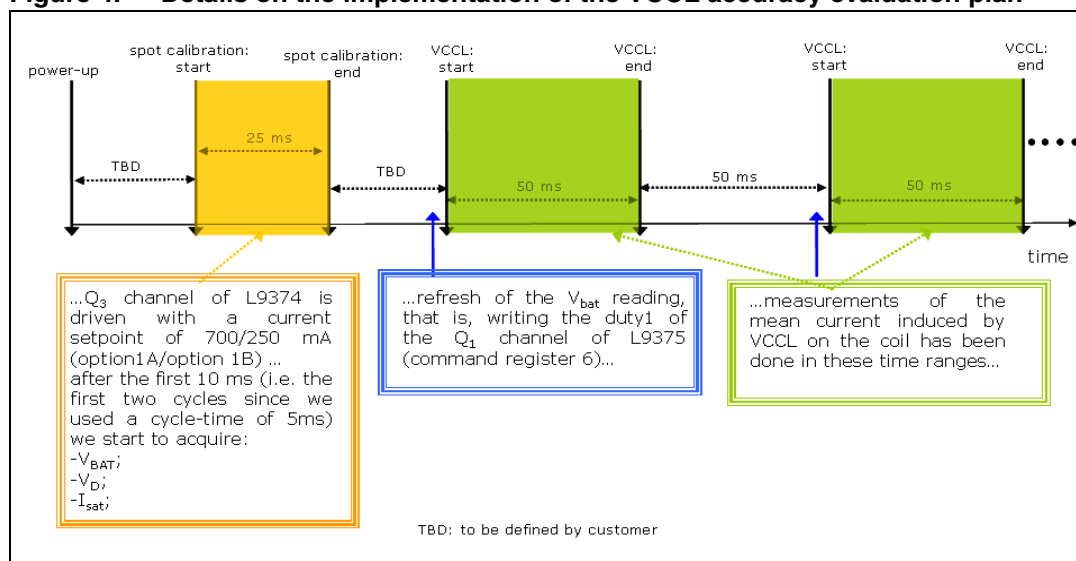 spot calibration:
start
spot calibration:
end
VCCL:
start
VCCL:
end
VCCL:
start
VCCL:
end
power-up
25 ms
TBD
TBD
50 ms
50 ms
50 ms
time
...Q3 channel of L9374 is
driven with a current
setpoint of 700/250 mA
(option1A/option 1B) ...
after the first 10 ms (i.e. the
first two cycles since we
used a cycle-time of 5ms)
we start to acquire:
-VBAT;
-VD;
-Isat;
...refresh of the Vbat reading,
that is, writing the duty1 of
the Q1 channel of L9375
(command register 6)...
...measurements of the
mean current induced by
VCCL on the coil has been
done in these time ranges...
TBD: to be defined by customer